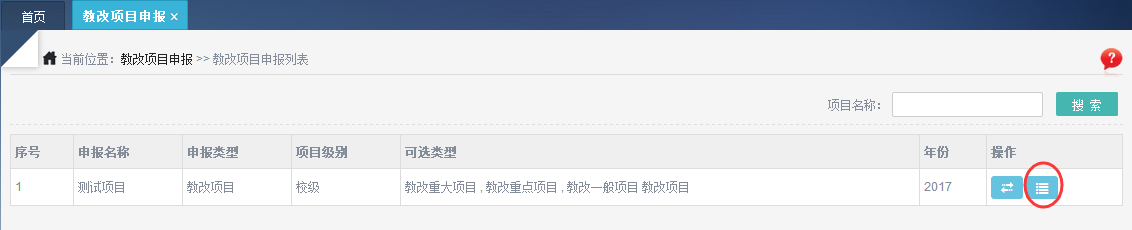 首页 教改项目申报 ×
当前位置：教改项目申报 >> 教改项目申报列表 ?
项目名称： 搜 索
序号 申报名称 申报类型 项目级别 可选类型 年份 操作
1 测试项目 教改项目 校级 教改重大项目 , 教改重点项目 , 教改一般项目 教改项目 2017